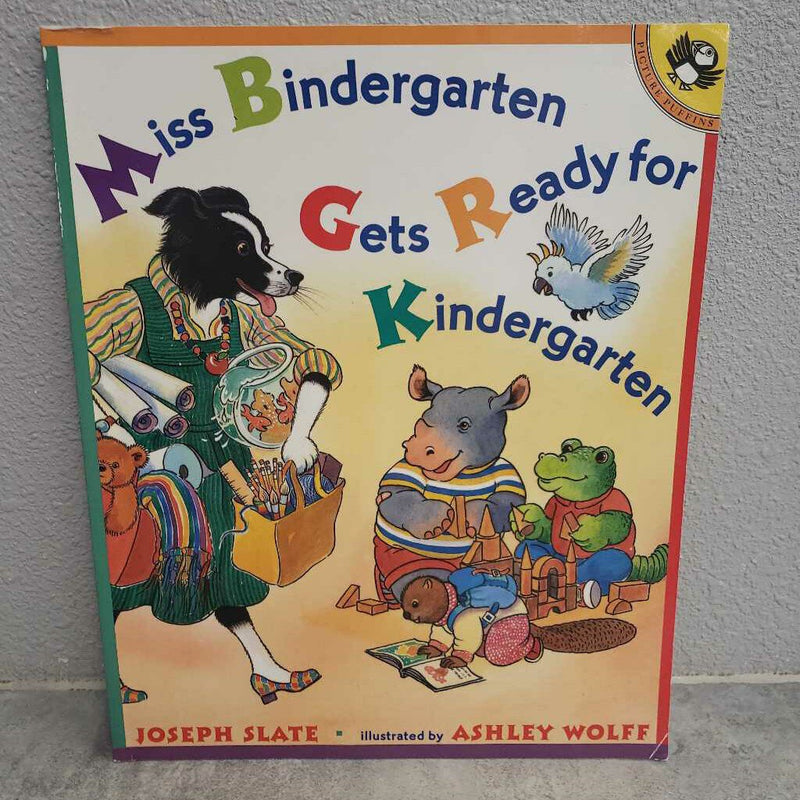 Miss Bindergarten
Gets Ready for
Kindergarten
PICTURE PUFFINS
JOSEPH SLATE ▪ illustrated by ASHLEY WOLFF